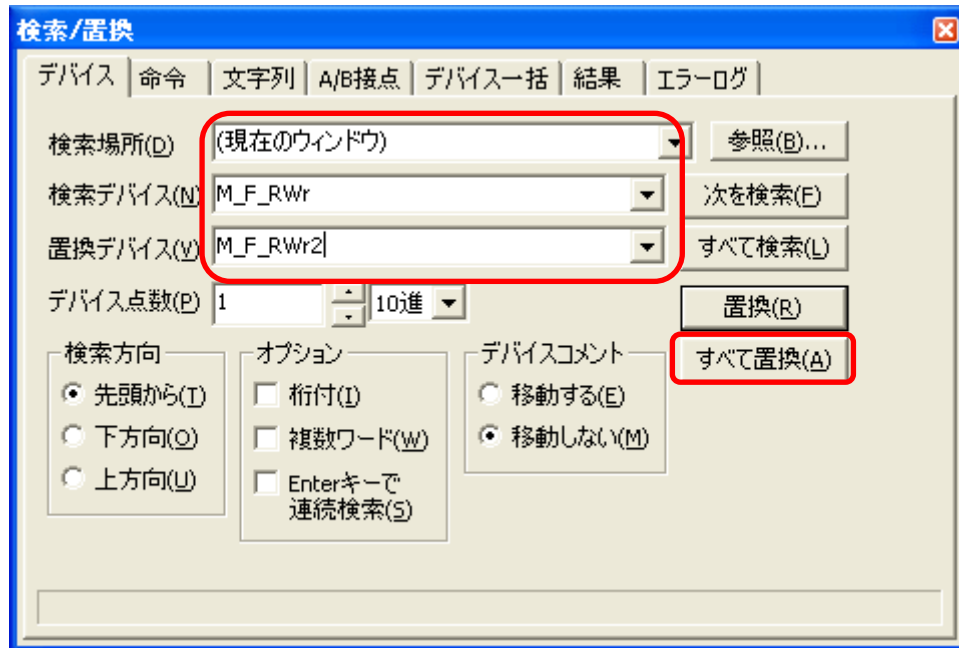 検索/置換
デバイス 命令 文字列 A/B接点 デバイス一括 結果 エラーログ
検索場所(D) (現在のウィンドウ) 参照(B)...
検索デバイス(N) M_F_RWr 次を検索(F)
置換デバイス(V) M_F_RWr2 すべて検索(L)
デバイス点数(P) 1 10進 置換(R)
すべて置換(A)
検索方向 オプション デバイスコメント
先頭から(T) 桁付(I) 移動する(E)
下方向(O) 複数ワード(W) 移動しない(M)
上方向(U) Enterキーで
連続検索(S)